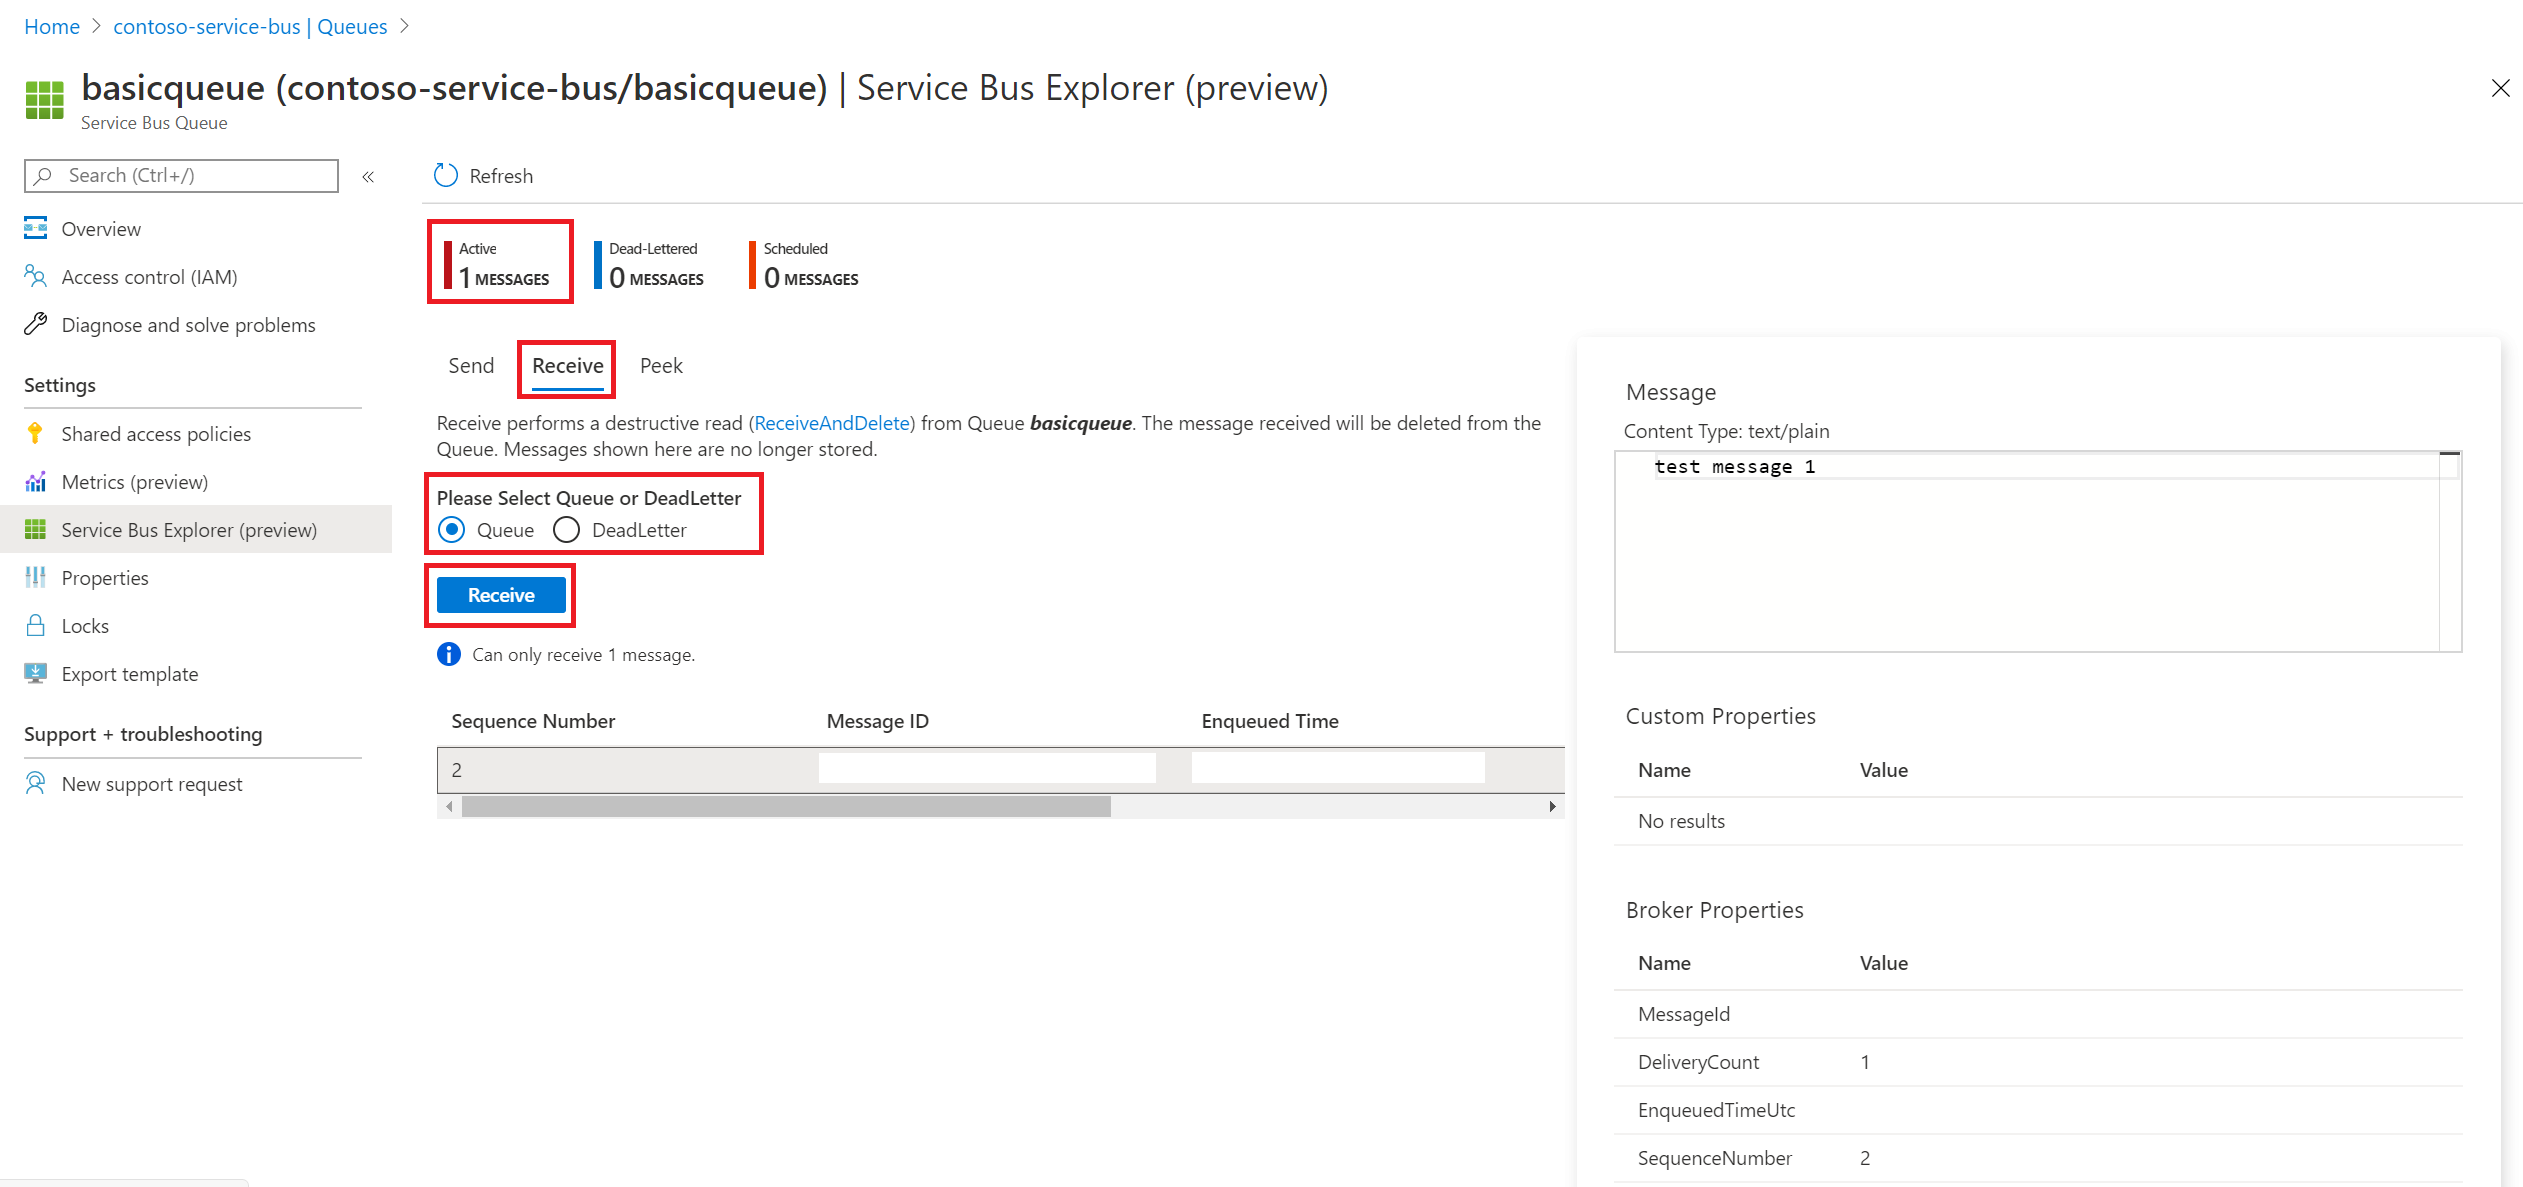 Home > contoso-service-bus | Queues >
basicqueue (contoso-service-bus/basicqueue) | Service Bus Explorer (preview)
Service Bus Queue
Search (Ctrl+/)
«
Refresh
Overview
Access control (IAM)
Diagnose and solve problems
Settings
Shared access policies
Metrics (preview)
Service Bus Explorer (preview)
Properties
Locks
Export template
Support + troubleshooting
New support request
Active
1 MESSAGES
Dead-Lettered
0 MESSAGES
Scheduled
0 MESSAGES
Send Receive Peek
Receive performs a destructive read (ReceiveAndDelete) from Queue basicqueue. The message received will be deleted from the
Queue. Messages shown here are no longer stored.
Please Select Queue or DeadLetter
Queue DeadLetter
Receive
Can only receive 1 message.
Sequence Number Message ID Enqueued Time
2
Message
Content Type: text/plain
test message 1
Custom Properties
Name Value
No results
Broker Properties
Name Value
MessageId
DeliveryCount 1
EnqueuedTimeUtc
SequenceNumber 2